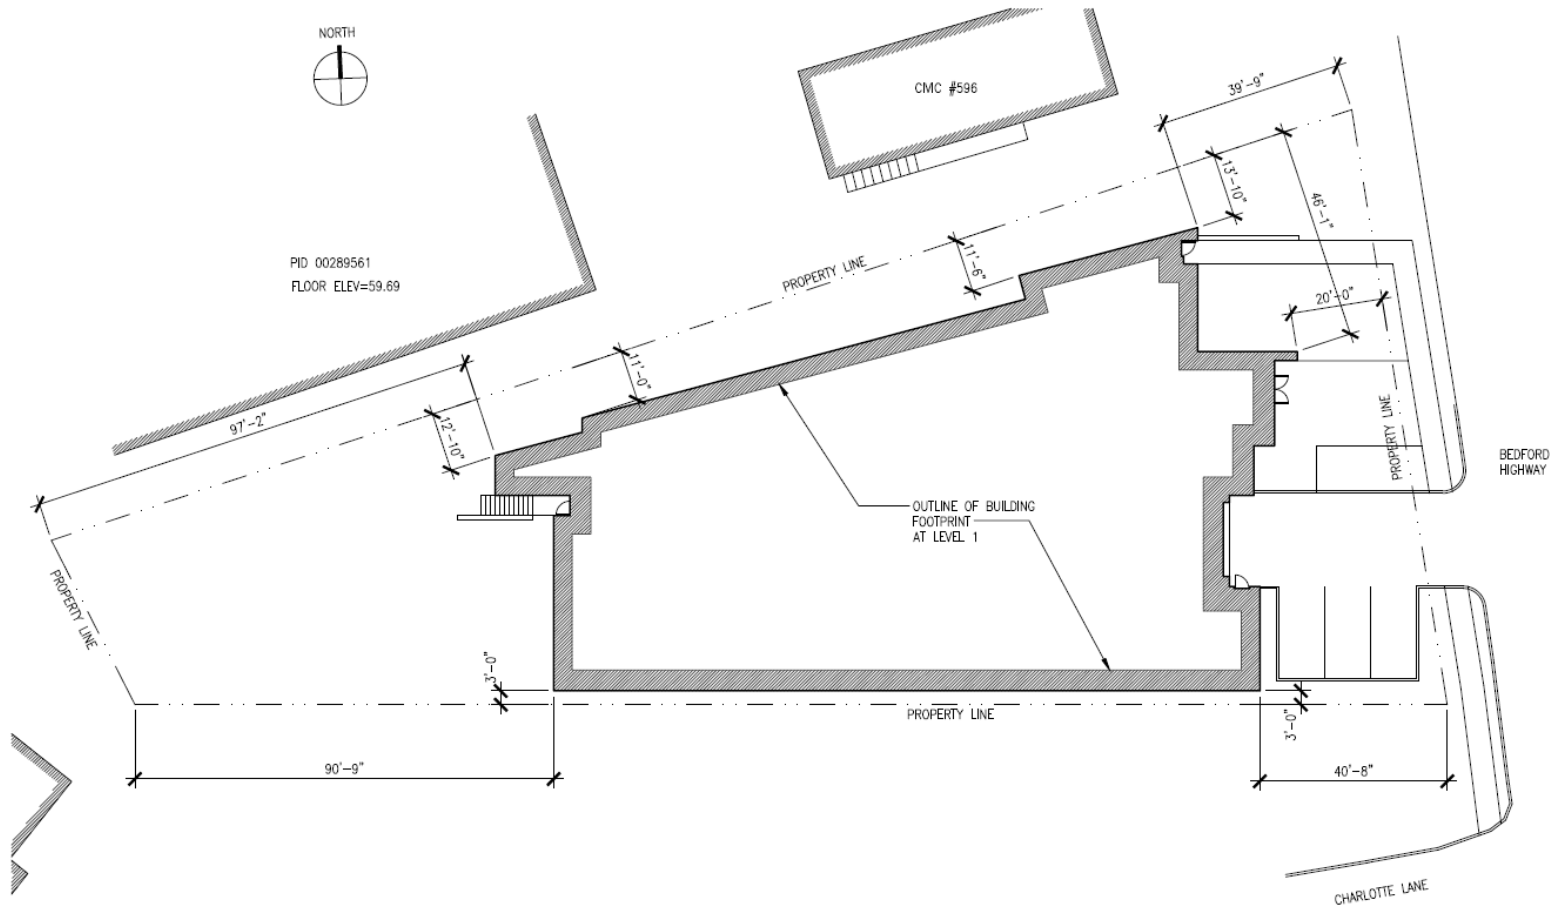 NORTH
CMC #596
39'-9"
13'-10"
46'-1"
PID 00289561
FLOOR ELEV=59.69
PROPERTY LINE
11'-6"
20'-0"
11'-0"
97'-2"
12'-10"
PROPERTY LINE
BEDFORD
HIGHWAY
OUTLINE OF BUILDING
FOOTPRINT
AT LEVEL 1
PROPERTY LINE
3'-0"
PROPERTY LINE
3'-0"
90'-9"
40'-8"
CHARLOTTE LANE